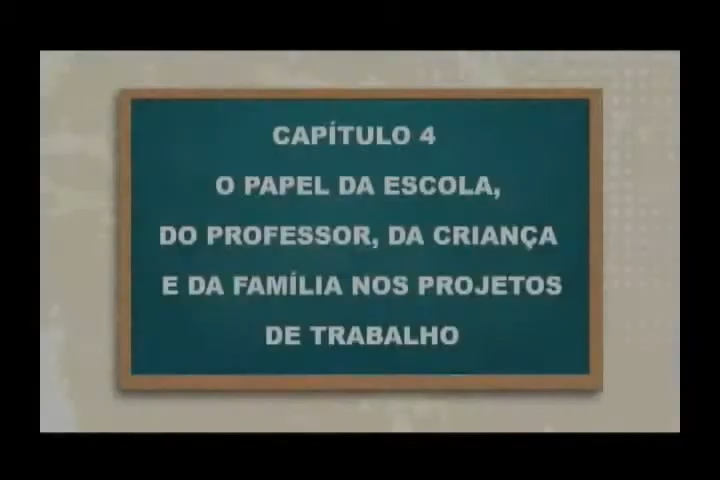 CAPÍTULO 4
O PAPEL DA ESCOLA,
DO PROFESSOR, DA CRIANÇA
E DA FAMÍLIA NOS PROJETOS
DE TRABALHO